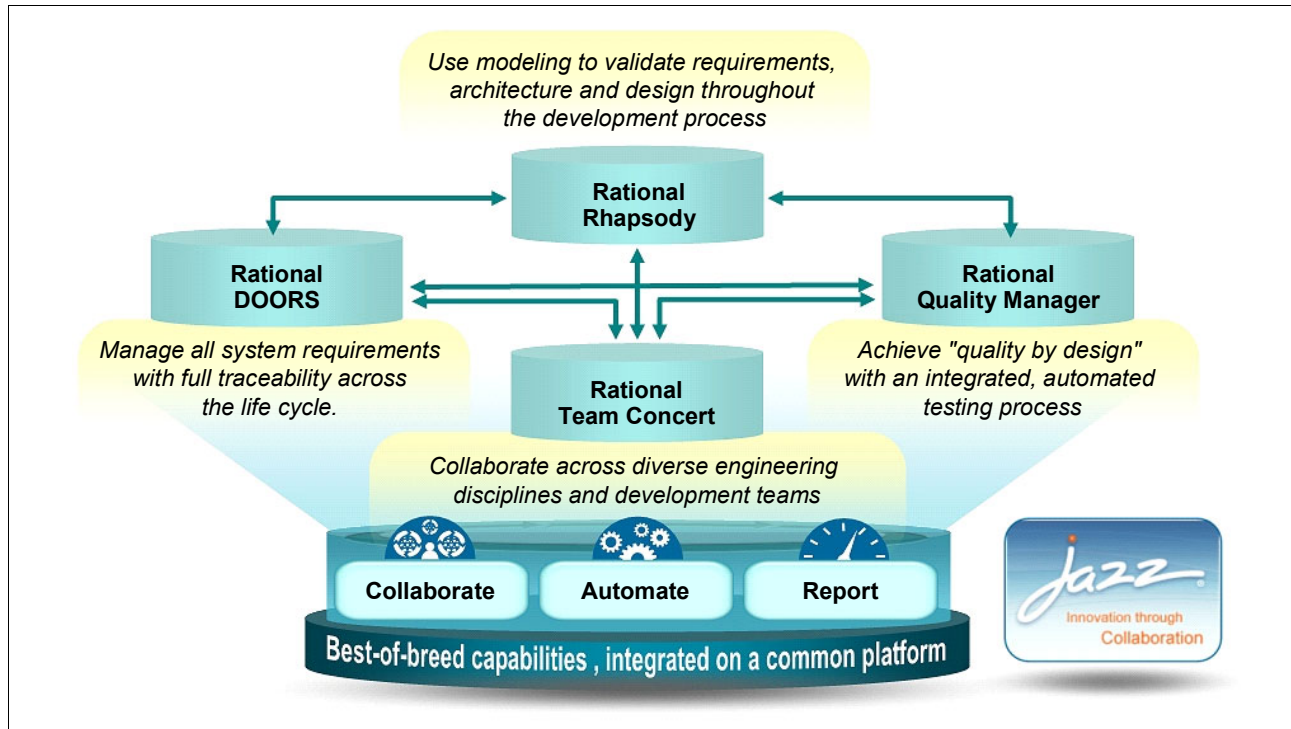 Use modeling to validate requirements,
architecture and design throughout
the development process
Rational
Rhapsody
Rational
DOORS
Rational
Quality Manager
Manage all system requirements
with full traceability across
the life cycle.
Rational
Team Concert
Achieve "quality by design"
with an integrated, automated
testing process
Collaborate across diverse engineering
disciplines and development teams
Collaborate
Automate
Report
Best-of-breed capabilities , integrated on a common platform
jazz
Innovation through
Collaboration